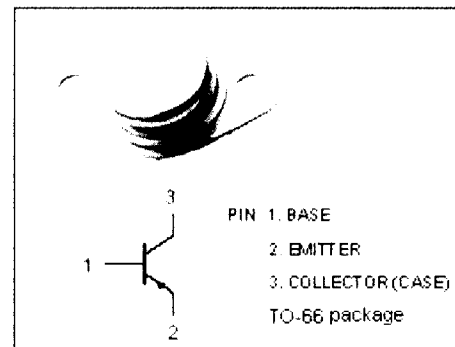 3
PIN 1. BASE
1
2. EMITTER
3. COLLECTOR (CASE)
2
TO-66 package